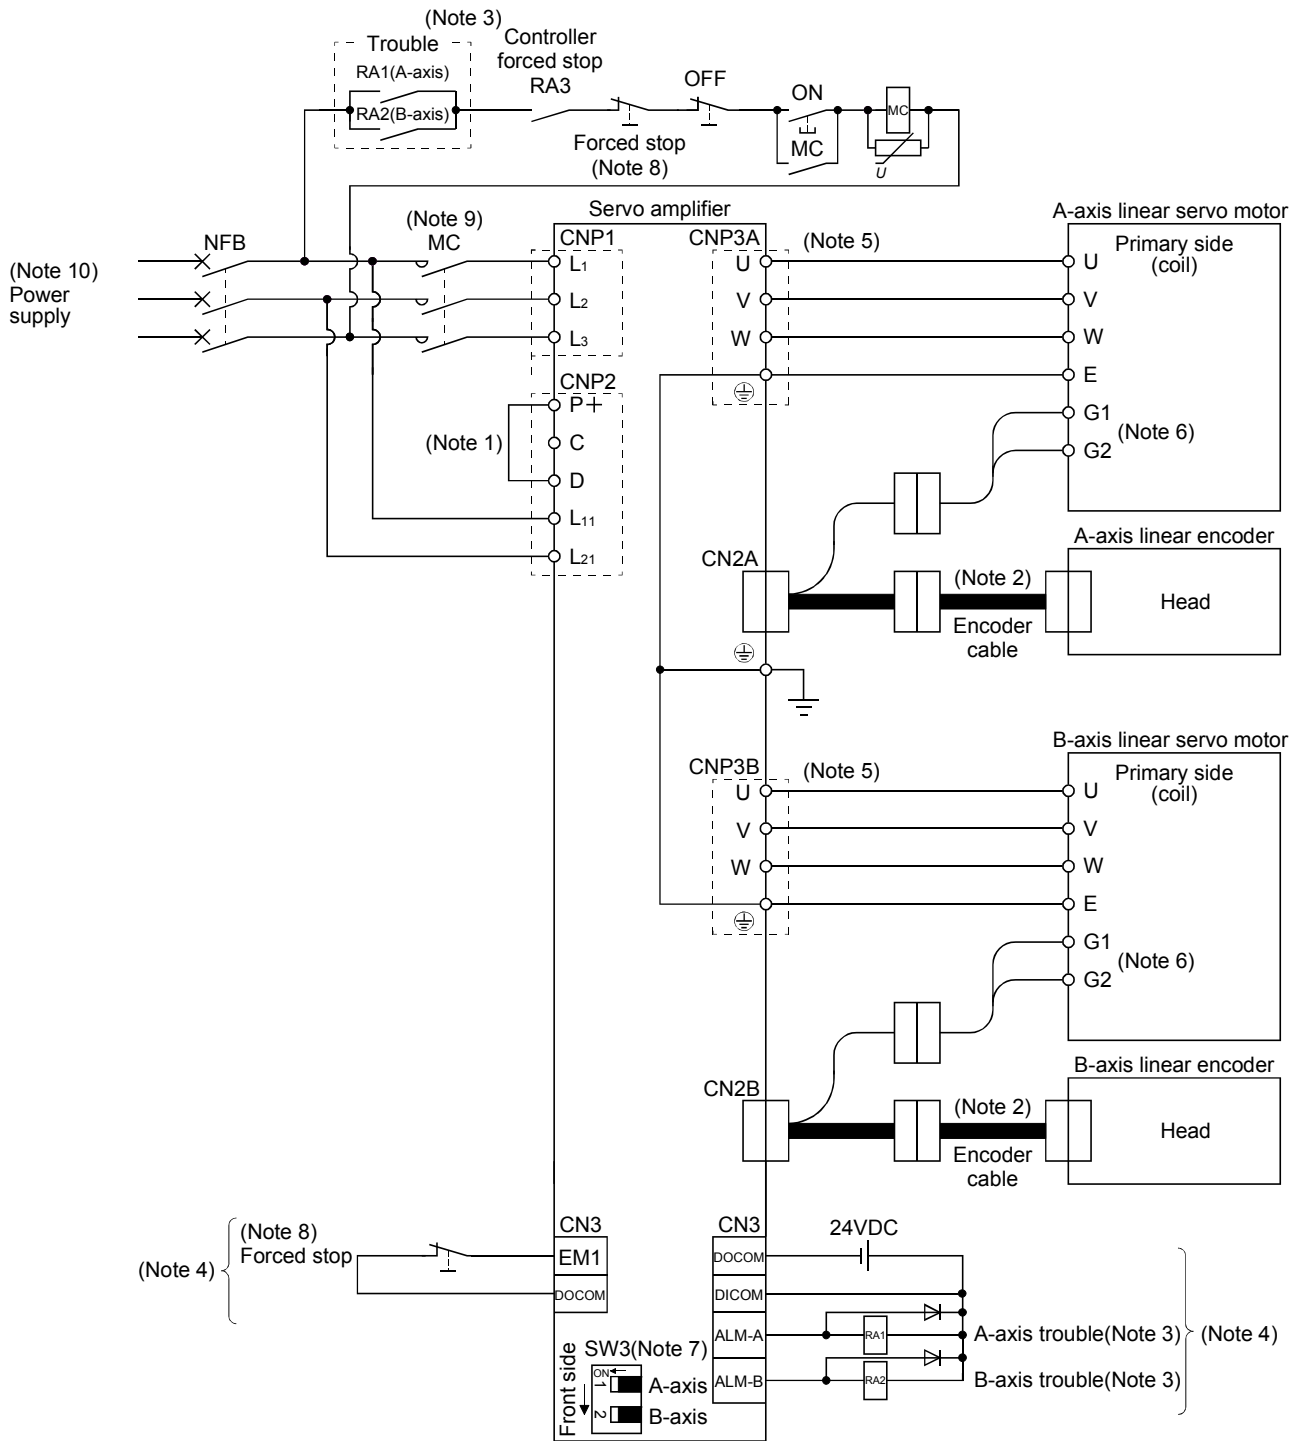 (Note 3)
Trouble
RA1(A-axis)
RA2(B-axis)
Controller
forced stop
RA3
OFF
ON
MC
Forced stop
(Note 8)
MC
U
Servo amplifier
A-axis linear servo motor
(Note 10)
Power
supply
NFB
(Note 9)
MC
CNP1
L1
L2
L3
CNP2
P+
C
D
L11
L21
(Note 1)
CNP3A
U
V
W
(Note 5)
Primary side
(coil)
U
V
W
E
G1
G2
(Note 6)
A-axis linear encoder
CN2A
(Note 2)
Encoder
cable
Head
B-axis linear servo motor
CNP3B
U
V
W
(Note 5)
Primary side
(coil)
U
V
W
E
G1
G2
(Note 6)
B-axis linear encoder
CN2B
(Note 2)
Encoder
cable
Head
(Note 4)
(Note 8)
Forced stop
CN3
EM1
DOCOM
CN3
DOCOM
DICOM
ALM-A
ALM-B
24VDC
RA1
RA2
A-axis trouble(Note 3)
B-axis trouble(Note 3)
(Note 4)
SW3(Note 7)
Front side
ON
1
2
A-axis
B-axis